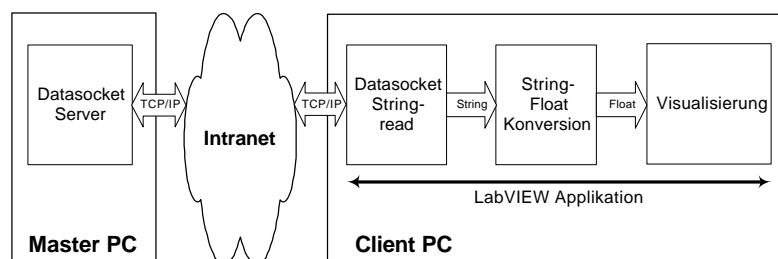 Datasocket
Server
TCP/IP
Intranet
TCP/IP
Datasocket
String-
read
String
String-
Float
Konversion
Float
Visualisierung
LabVIEW Applikation
Master PC
Client PC